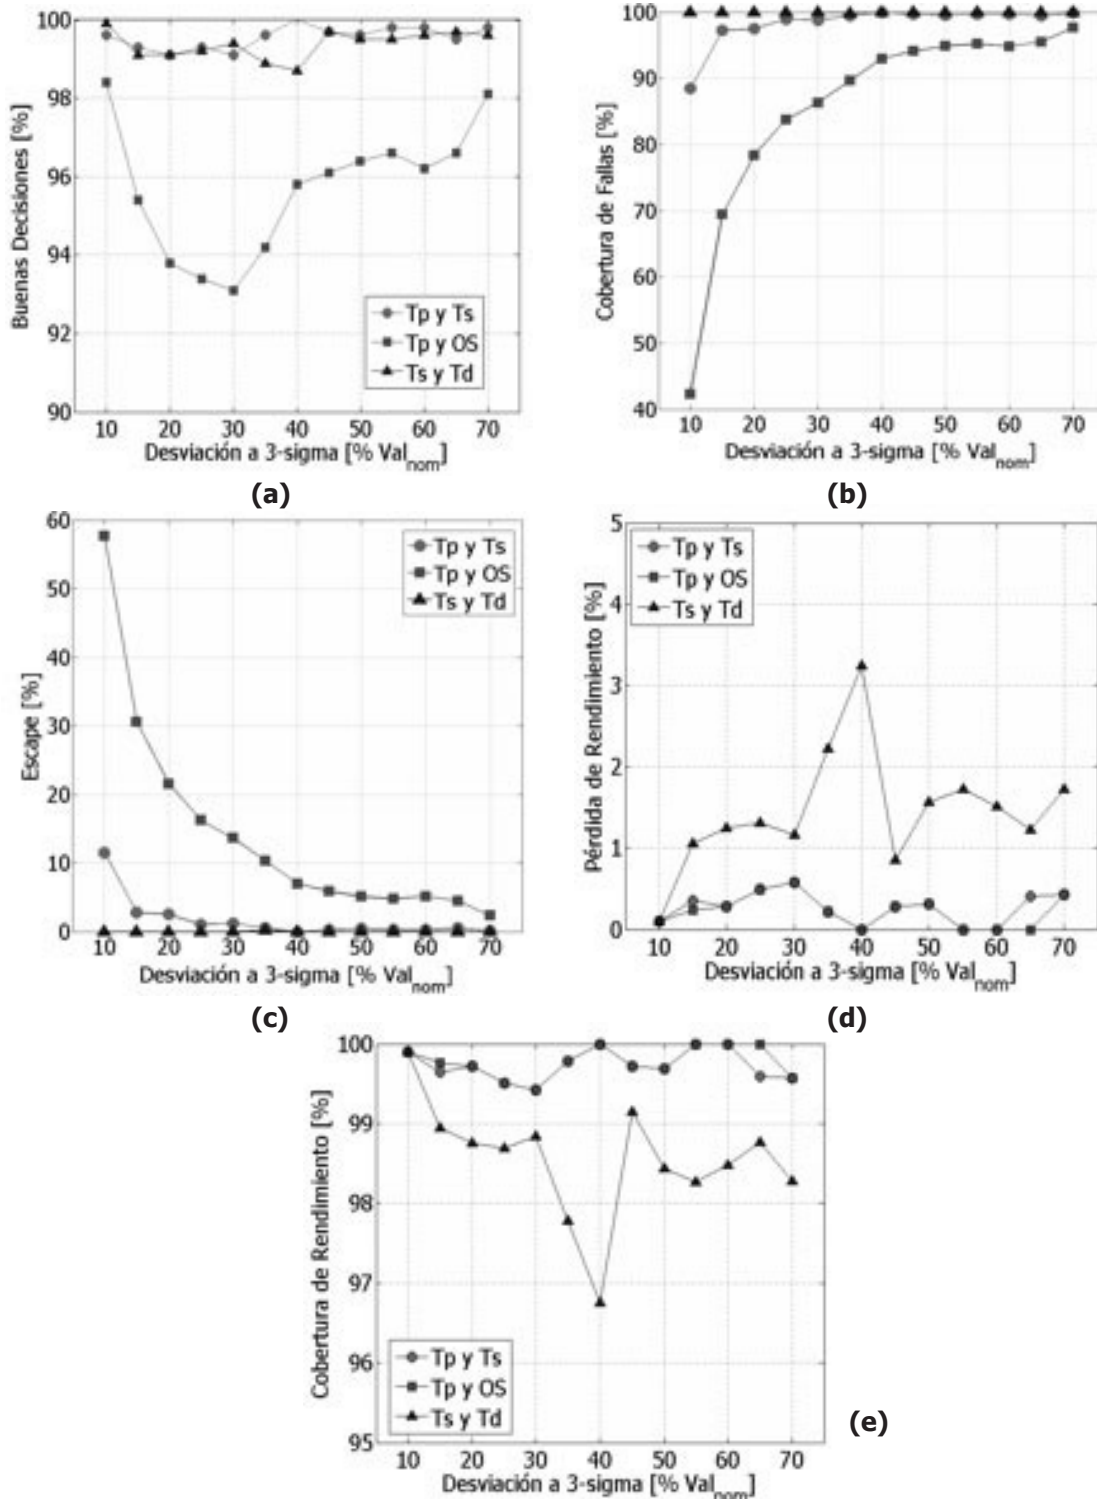 100
98
96
94
92
90
Buenas Decisiones [%]
Tp y Ts
Tp y OS
Ts y Td
10 20 30 40 50 60 70
Desviación a 3-sigma [% Val_nom]
(a)
100
90
80
70
60
50
40
Cobertura de Fallas [%]
10 20 30 40 50 60 70
Desviación a 3-sigma [% Val_nom]
(b)
60
50
40
30
20
10
0
Escape [%]
Tp y Ts
Tp y OS
Ts y Td
10 20 30 40 50 60 70
Desviación a 3-sigma [% Val_nom]
(c)
5
4
3
2
1
0
Pérdida de Rendimiento [%]
Tp y Ts
Tp y OS
Ts y Td
10 20 30 40 50 60 70
Desviación a 3-sigma [% Val_nom]
(d)
100
99
98
97
96
95
Cobertura de Rendimiento [%]
Tp y Ts
Tp y OS
Ts y Td
10 20 30 40 50 60 70
Desviación a 3-sigma [% Val_nom]
(e)